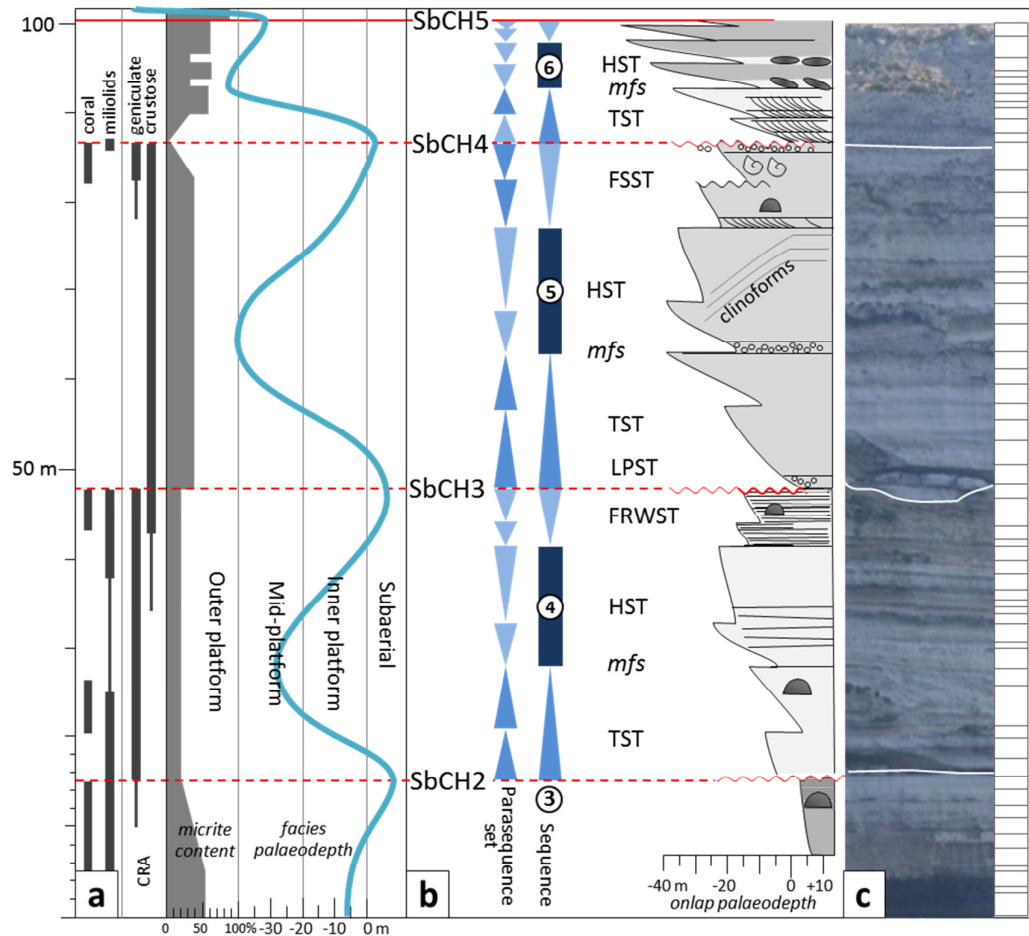 100
50 m
coral
miliolids
geniculate
crustose
CRA
micrite
content
facies
palaeodepth
Outer platform
Mid-platform
Inner platform
Subaerial
0 50 100% -30 -20 0 m
a
SbCH5
SbCH4
SbCH3
SbCH2
b
Parasequence
set
Sequence
6
5
4
3
HST
mfs
TST
FSST
HST
mfs
TST
LPST
FRWST
HST
mfs
TST
clinoforms
-40 m 0 +10
onlap palaeodepth
c